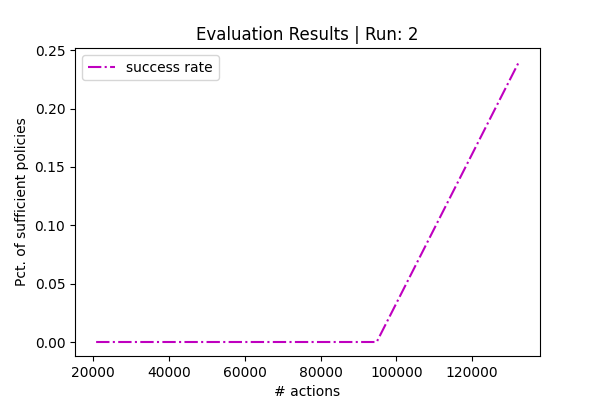 Evaluation Results | Run: 2
success rate
Pct. of sufficient policies
0.25
0.20
0.15
0.10
0.05
0.00
20000 40000 60000 80000 100000 120000
# actions